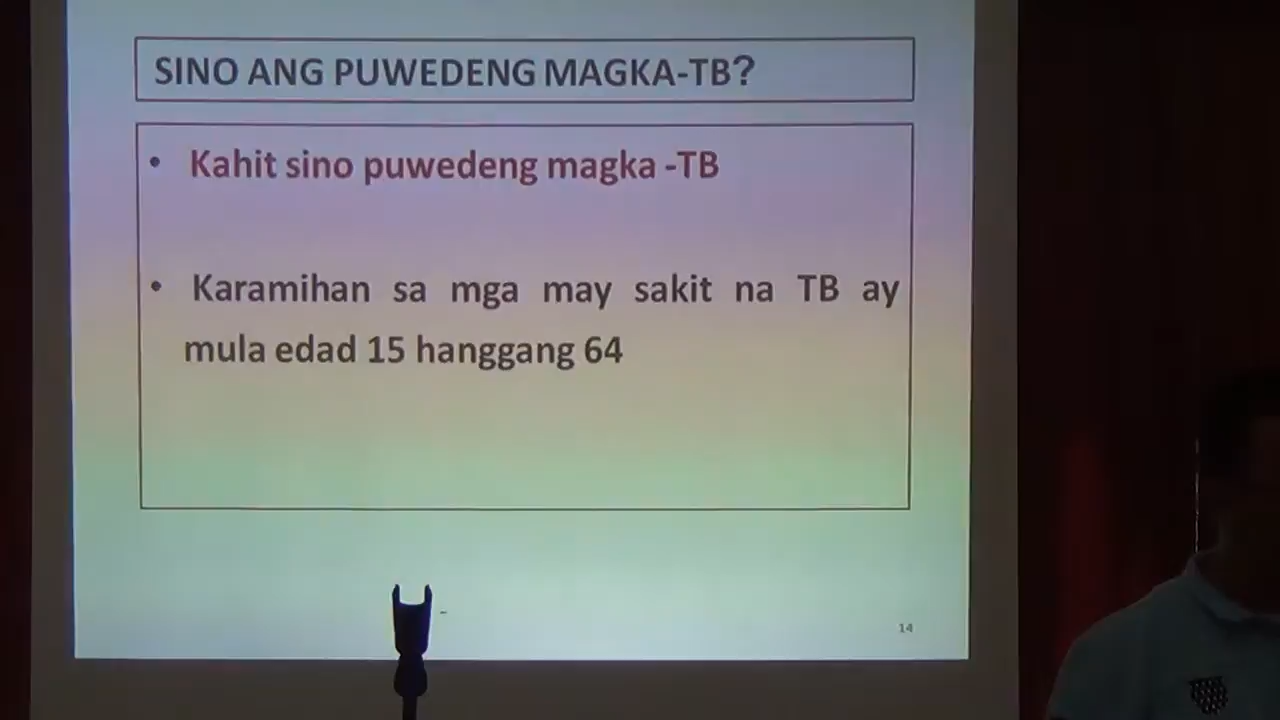 SINO ANG PUWEDENG MAGKA-TB?
• Kahit sino puwedeng magka -TB
• Karamihan sa mga may sakit na TB ay
mula edad 15 hanggang 64
14